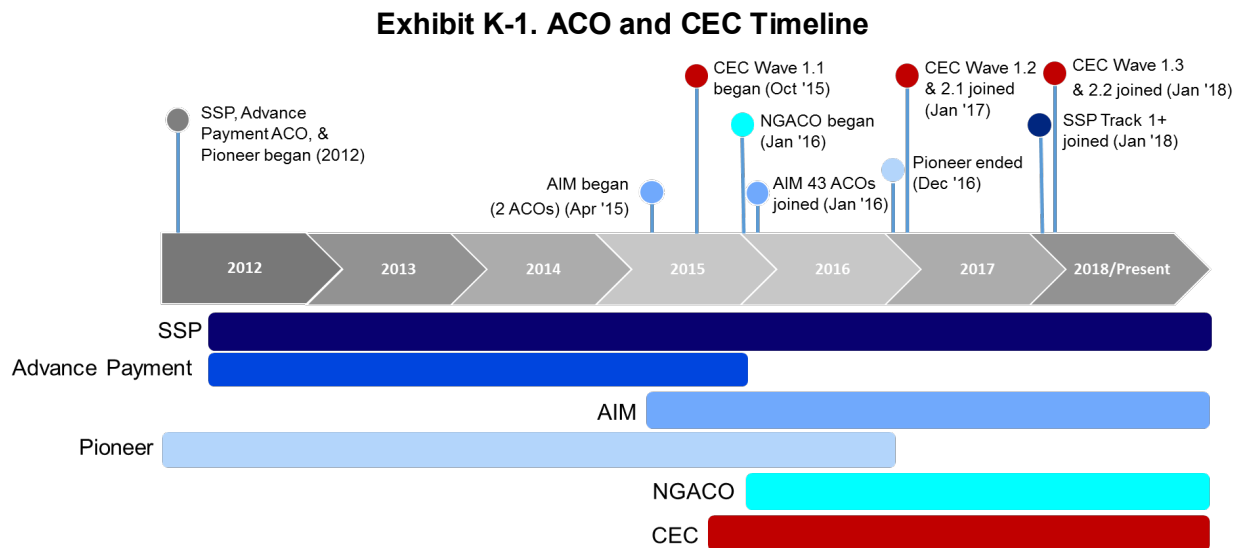 Exhibit K-1. ACO and CEC Timeline
SSP, Advance
Payment ACO, &
Pioneer began (2012)
AIM began
(2 ACOs) (Apr '15)
CEC Wave 1.1
began (Oct '15)
NGACO began
(Jan '16)
AIM 43 ACOs
joined (Jan '16)
Pioneer ended
(Dec '16)
CEC Wave 1.2
& 2.1 joined
(Jan '17)
SSP Track 1+
joined (Jan '18)
CEC Wave 1.3
& 2.2 joined (Jan '18)
2012
2013
2014
2015
2016
2017
2018/Present
SSP
Advance Payment
AIM
Pioneer
NGACO
CEC